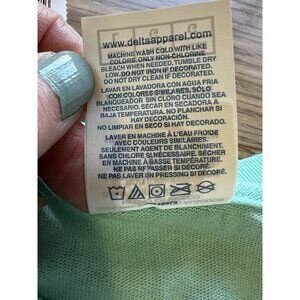 www.deltaapparel.com
MACHINE WASH COLD WITH LIKE
COLORS. ONLY NON-CHLORINE
BLEACH WHEN NEEDED. TUMBLE DRY
LOW. DO NOT IRON IF DECORATED.
DO NOT DRY CLEAN IF DECORATED.
LAVAR EN LAVADORA CON AGUA FRIA
CON COLORES SIMILARES, SÓLO
BLANQUEADOR SIN CLORO CUANDO SEA
NECESARIO. SECAR EN SECADORA A
BAJA TEMPERATURA. NO PLANCHAR SI
HAY DECORACIÓN.
NO LIMPIAR EN SECO SI HAY DECORADO.
LAVER EN MACHINE À L'EAU FROIDE
AVEC COULEURS SIMILAIRES.
SEULEMENT AGENT DE BLANCHIMENT
SANS CHLORE SI NÉCESSAIRE. SÉCHER
EN MACHINE À BASSE TEMPÉRATURE.
NE PAS REPASSER SI DÉCORÉ
NE PAS LAVER EN PRESSING SI DÉCORÉ.